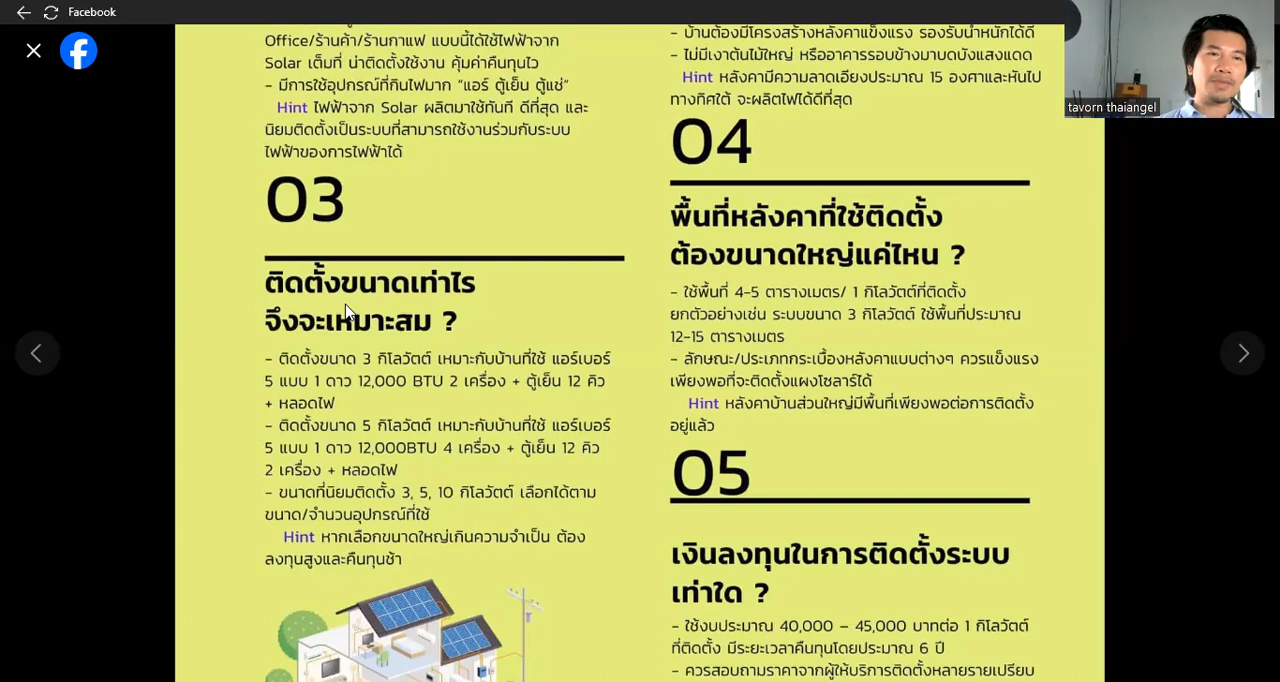 Facebook
Office/ร้านค้า/ร้านกาแฟ แบบนี้ได้ใช้ไฟฟ้าจาก
Solar เต็มที่ น่าติดตั้งใช้งาน คุ้มค่าคืนทุนไว
- มีการใช้อุปกรณ์ที่กินไฟมาก “แอร์ ตู้เย็น ตู้แช่”
Hint ไฟฟ้าจาก Solar ผลิตมาใช้ทันที ดีที่สุด และ
นิยมติดตั้งเป็นระบบที่สามารถใช้งานร่วมกับระบบ
ไฟฟ้าของการไฟฟ้าได้
03
ติดตั้งขนาดเท่าไร
จึงจะเหมาะสม ?
- ติดตั้งขนาด 3 กิโลวัตต์ เหมาะกับบ้านที่ใช้ แอร์เบอร์
5 แบบ 1 ดาว 12,000 BTU 2 เครื่อง + ตู้เย็น 12 คิว
+ หลอดไฟ
- ติดตั้งขนาด 5 กิโลวัตต์ เหมาะกับบ้านที่ใช้ แอร์เบอร์
5 แบบ 1 ดาว 12,000BTU 4 เครื่อง + ตู้เย็น 12 คิว
2 เครื่อง + หลอดไฟ
- ขนาดที่นิยมติดตั้ง 3, 5, 10 กิโลวัตต์ เลือกได้ตาม
ขนาด/จำนวนอุปกรณ์ที่ใช้
Hint หากเลือกขนาดใหญ่เกินความจำเป็น ต้อง
ลงทุนสูงและคืนทุนช้า
- บ้านต้องมีโครงสร้างหลังคาแข็งแรง รองรับน้ำหนักได้ดี
- ไม่มีเงาต้นไม้ใหญ่ หรืออาคารรอบข้างมาบดบังแสงแดด
Hint หลังคามีความลาดเอียงประมาณ 15 องศาและหันไป
ทางทิศใต้ จะผลิตไฟได้ดีที่สุด
04
พื้นที่หลังคาที่ใช้ติดตั้ง
ต้องขนาดใหญ่แค่ไหน ?
- ใช้พื้นที่ 4-5 ตารางเมตร/ 1 กิโลวัตต์ที่ติดตั้ง
ยกตัวอย่างเช่น ระบบขนาด 3 กิโลวัตต์ ใช้พื้นที่ประมาณ
12-15 ตารางเมตร
- ลักษณะ/ประเภทกระเบื้องหลังคาแบบต่างๆ ควรแข็งแรง
เพียงพอที่จะติดตั้งแผงโซลาร์ได้
Hint หลังคาบ้านส่วนใหญ่มีพื้นที่เพียงพอต่อการติดตั้ง
อยู่แล้ว
05
เงินลงทุนในการติดตั้งระบบ
เท่าใด ?
- ใช้งบประมาณ 40,000 – 45,000 บาทต่อ 1 กิโลวัตต์
ที่ติดตั้ง มีระยะเวลาคืนทุนโดยประมาณ 6 ปี
- ควรสอบถามราคาจากผู้ให้บริการติดตั้งหลายรายเปรียบ
tavorn thaiangel